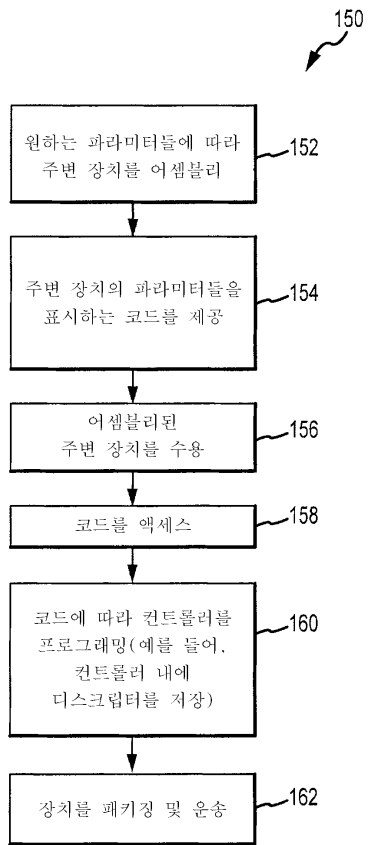 150
원하는 파라미터들에 따라
주변 장치를 어셈블리
152
주변 장치의 파라미터들을
표시하는 코드를 제공
154
어셈블리된
주변 장치를 수용
156
코드를 액세스
158
코드에 따라 컨트롤러를
프로그래밍(예를 들어,
컨트롤러 내에
디스크립터를 저장)
160
장치를 패키징 및 운송
162